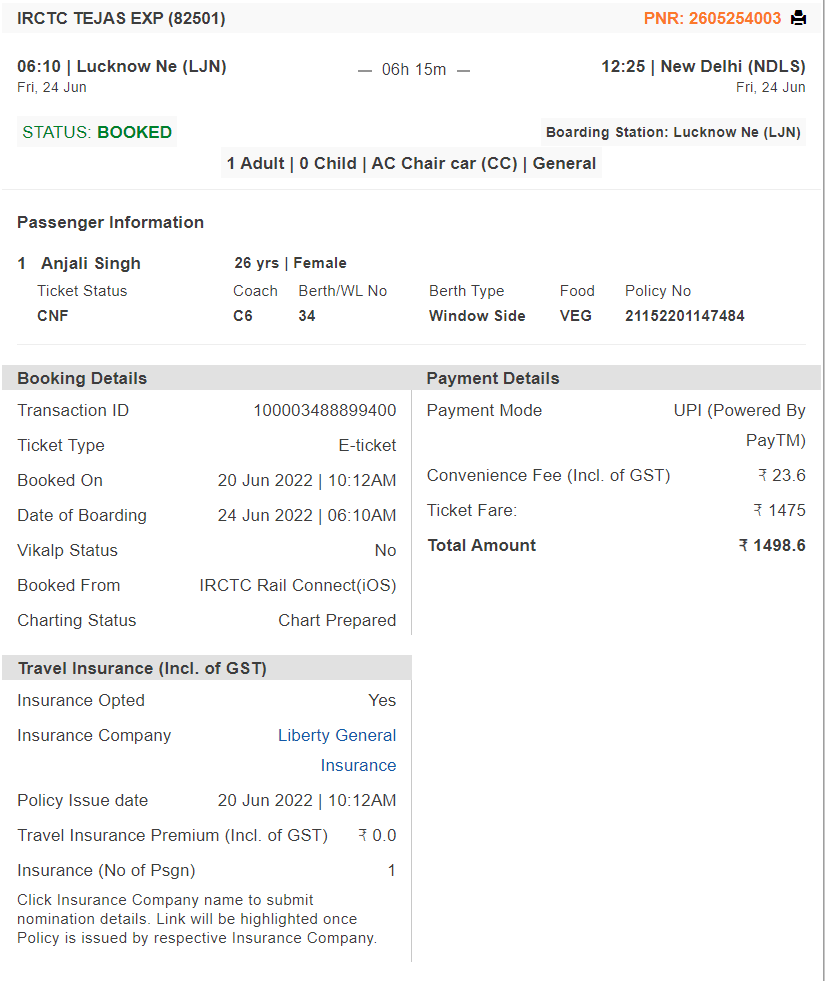 IRCTC TEJAS EXP (82501) PNR: 2605254003
06:10 | Lucknow Ne (LJN) — 06h 15m — 12:25 | New Delhi (NDLS)
Fri, 24 Jun Fri, 24 Jun
STATUS: BOOKED Boarding Station: Lucknow Ne (LJN)
1 Adult | 0 Child | AC Chair car (CC) | General
Passenger Information
1 Anjali Singh 26 yrs | Female
Ticket Status Coach Berth/WL No Berth Type Food Policy No
CNF C6 34 Window Side VEG 21152201147484
Booking Details
Transaction ID 100003488899400
Ticket Type E-ticket
Booked On 20 Jun 2022 | 10:12AM
Date of Boarding 24 Jun 2022 | 06:10AM
Vikalp Status No
Booked From IRCTC Rail Connect(iOS)
Charting Status Chart Prepared
Payment Details
Payment Mode UPI (Powered By
PayTM)
Convenience Fee (Incl. of GST) ₹ 23.6
Ticket Fare: ₹ 1475
Total Amount ₹ 1498.6
Travel Insurance (Incl. of GST)
Insurance Opted Yes
Insurance Company Liberty General
Insurance
Policy Issue date 20 Jun 2022 | 10:12AM
Travel Insurance Premium (Incl. of GST) ₹ 0.0
Insurance (No of Psgn) 1
Click Insurance Company name to submit
nomination details. Link will be highlighted once
Policy is issued by respective Insurance Company.